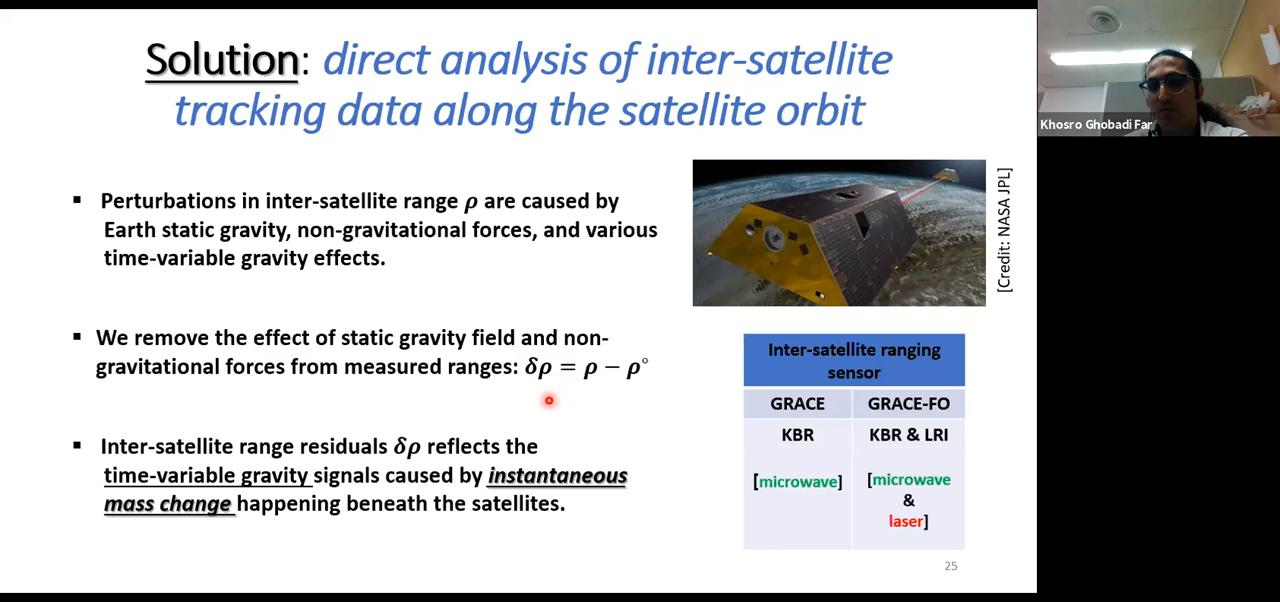 Solution: direct analysis of inter-satellite
tracking data along the satellite orbit
▪ Perturbations in inter-satellite range ρ are caused by
Earth static gravity, non-gravitational forces, and various
time-variable gravity effects.
▪ We remove the effect of static gravity field and non-
gravitational forces from measured ranges: δρ = ρ − ρ°
▪ Inter-satellite range residuals δρ reflects the
time-variable gravity signals caused by instantaneous
mass change happening beneath the satellites.
[Credit: NASA JPL]
Inter-satellite ranging
sensor
GRACE GRACE-FO
KBR KBR & LRI
[microwave] [microwave
&
laser]
25
Khosro Ghobadi Far